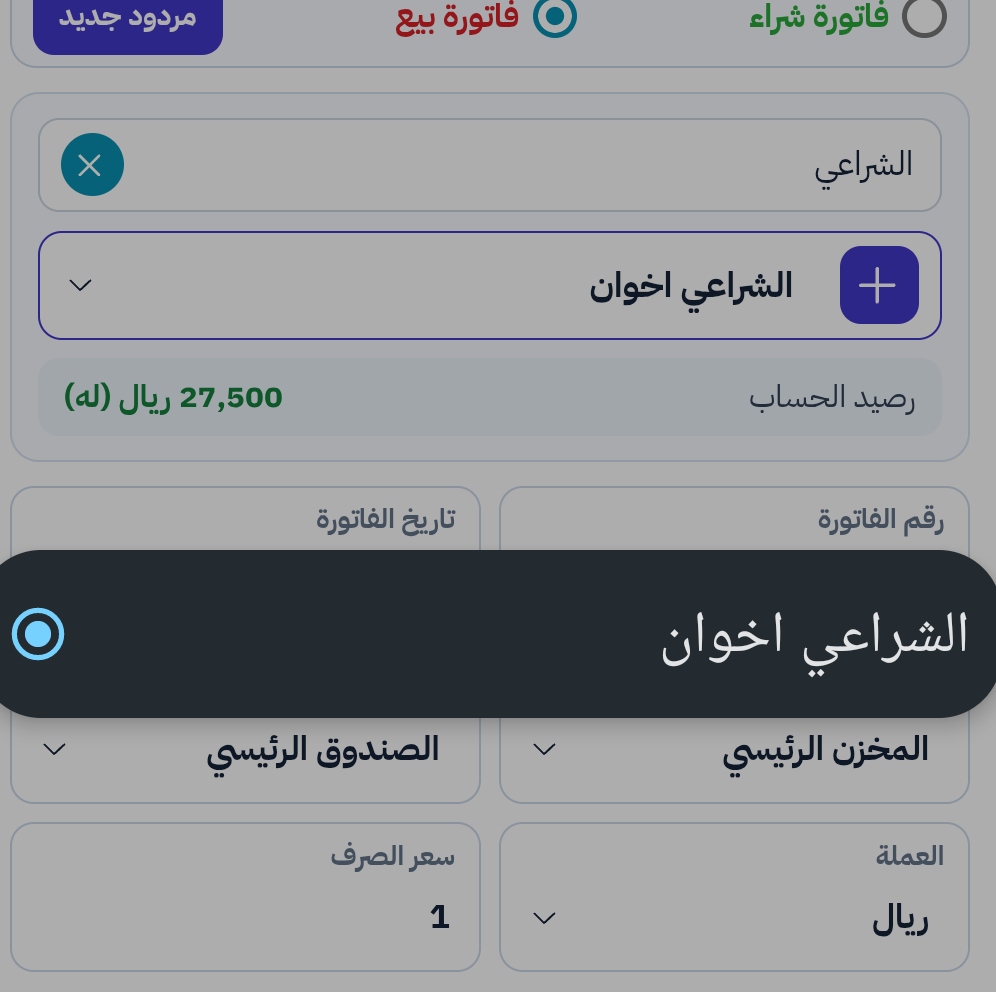 فاتورة شراء
فاتورة بيع
مردود جديد
الشراعي
الشراعي اخوان
رصيد الحساب
27,500 ريال (له)
رقم الفاتورة
تاريخ الفاتورة
الشراعي اخوان
المخزن الرئيسي
الصندوق الرئيسي
العملة
سعر الصرف
ريال
1